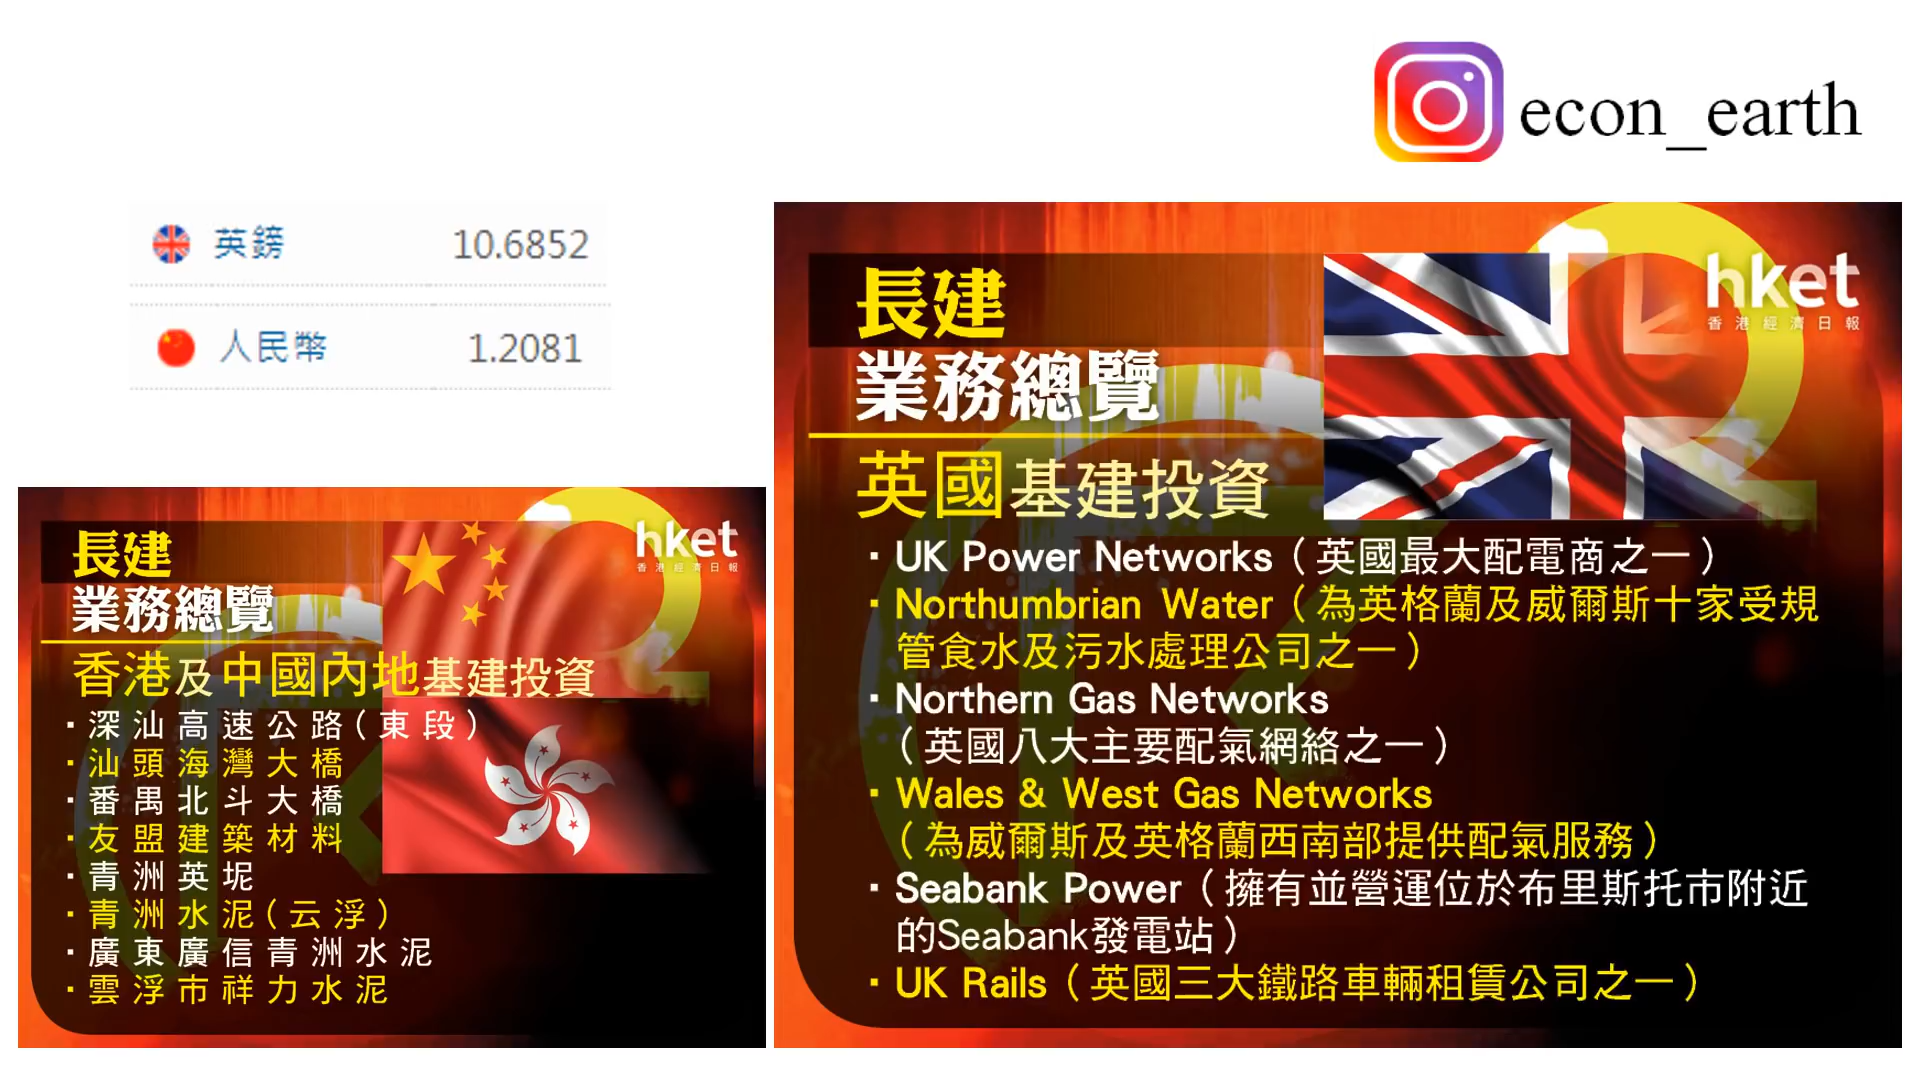 econ_earth
英鎊 10.6852
人民幣 1.2081
hket
香港經濟日報
長建
業務總覽
香港及中國內地基建投資
·深汕高速公路(東段)
·汕頭海灣大橋
·番禺北斗大橋
·友盟建築材料
·青洲英坭
·青洲水泥(云浮)
·廣東廣信青洲水泥
·雲浮市祥力水泥
hket
香港經濟日報
長建
業務總覽
英國基建投資
·UK Power Networks（英國最大配電商之一）
·Northumbrian Water（為英格蘭及威爾斯十家受規
管食水及污水處理公司之一）
·Northern Gas Networks
（英國八大主要配氣網絡之一）
·Wales & West Gas Networks
（為威爾斯及英格蘭西南部提供配氣服務）
·Seabank Power（擁有並營運位於布里斯托市附近
的Seabank發電站）
·UK Rails（英國三大鐵路車輛租賃公司之一）